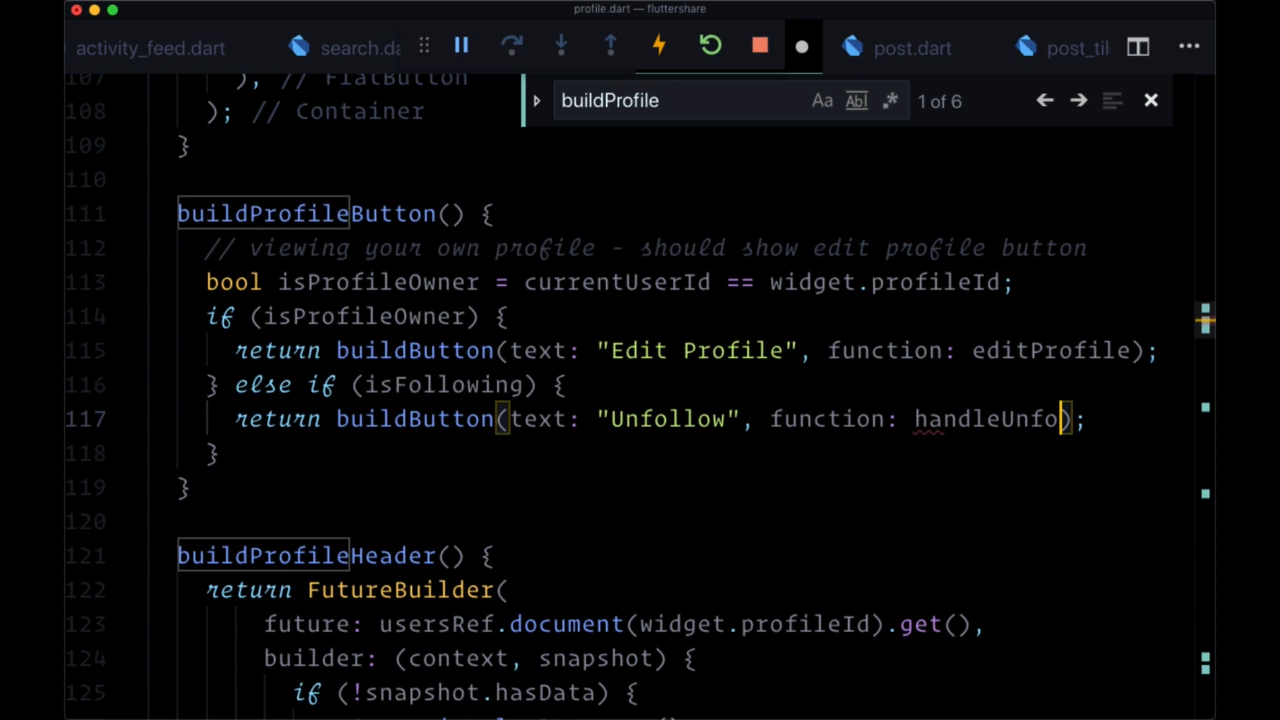 profile.dart — fluttershare
activity_feed.dart search.da post.dart post_til
buildProfile Aa Abl .* 1 of 6
107 ), // FlatButton
108 ); // Container
109 }
110
111 buildProfileButton() {
112 // viewing your own profile - should show edit profile button
113 bool isProfileOwner = currentUserId == widget.profileId;
114 if (isProfileOwner) {
115 return buildButton(text: "Edit Profile", function: editProfile);
116 } else if (isFollowing) {
117 return buildButton(text: "Unfollow", function: handleUnfo);
118 }
119 }
120
121 buildProfileHeader() {
122 return FutureBuilder(
123 future: usersRef.document(widget.profileId).get(),
124 builder: (context, snapshot) {
125 if (!snapshot.hasData) {